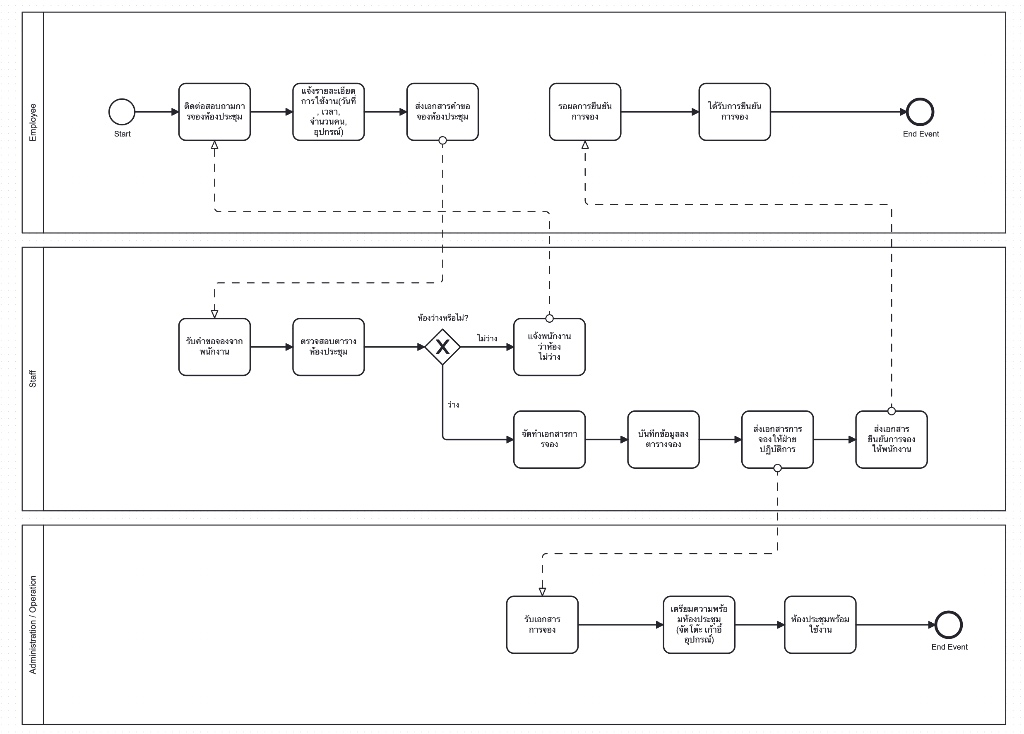 Employee
Start
ติดต่อสอบถามกา
รจองห้องประชุม
แจ้งรายละเอียด
การใช้งาน(วันที่
, เวลา,
จำนวนคน,
อุปกรณ์)
ส่งเอกสารคำขอ
จองห้องประชุม
รอผลการยืนยัน
การจอง
ได้รับการยืนยัน
การจอง
End Event
Staff
รับคำขอจองจาก
พนักงาน
ตรวจสอบตาราง
ห้องประชุม
ห้องว่างหรือไม่?
ไม่ว่าง
แจ้งพนักงาน
ว่าห้อง
ไม่ว่าง
ว่าง
จัดทำเอกสารกา
รจอง
บันทึกข้อมูลลง
ตารางจอง
ส่งเอกสารการ
จองให้ฝ่าย
ปฏิบัติการ
ส่งเอกสาร
ยืนยันการจอง
ให้พนักงาน
Administration / Operation
รับเอกสาร
การจอง
เตรียมความพร้อ
มห้องประชุม
(จัด โต๊ะ เก้าอี้
อุปกรณ์)
ห้องประชุมพร้อม
ใช้งาน
End Event